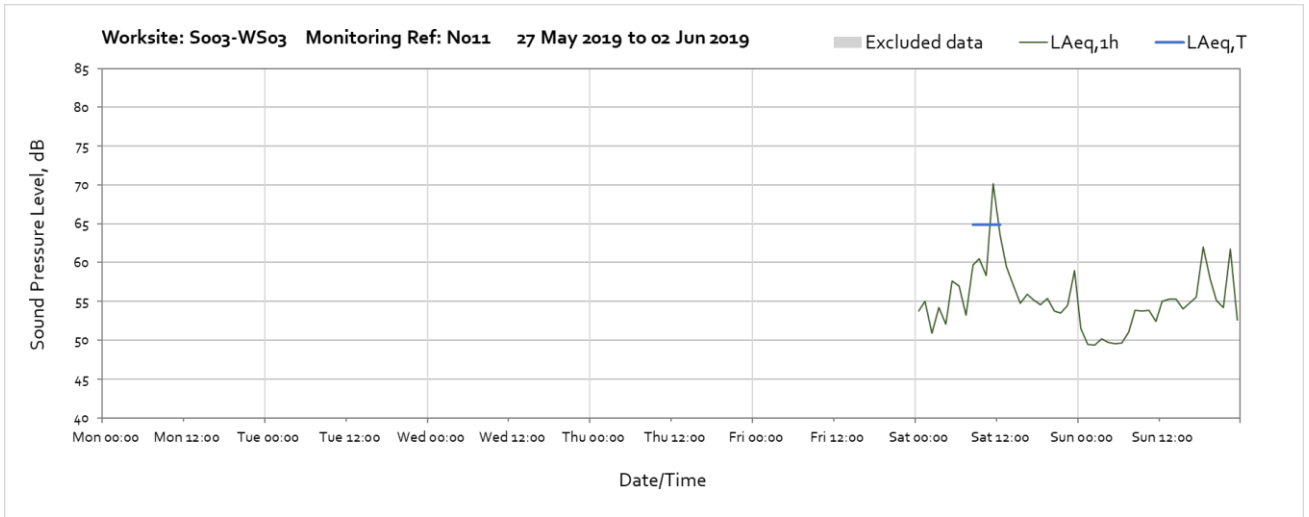 Worksite: S003-WS03 Monitoring Ref: N011 27 May 2019 to 02 Jun 2019
Excluded data LAeq,1h LAeq,T
85
80
75
70
65
60
55
50
45
40
Sound Pressure Level, dB
Mon 00:00 Mon 12:00 Tue 00:00 Tue 12:00 Wed 00:00 Wed 12:00 Thu 00:00 Thu 12:00 Fri 00:00 Fri 12:00 Sat 00:00 Sat 12:00 Sun 00:00 Sun 12:00
Date/Time